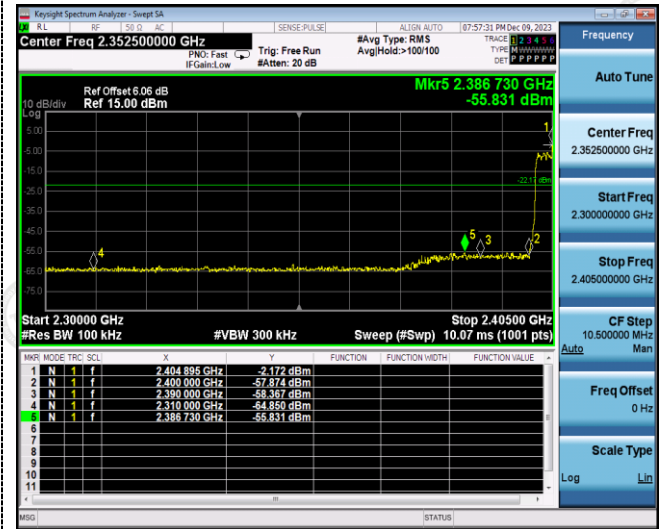 Keysight Spectrum Analyzer - Swept SA
RL RF 50 Ω AC SENSE:PULSE ALIGN AUTO 07:57:31 PM Dec 09, 2023
Center Freq 2.352500000 GHz
PNO: Fast
IFGain:Low
Trig: Free Run
#Atten: 20 dB
#Avg Type: RMS
Avg|Hold:>100/100
TRACE 1 2 3 4 5 6
TYPE M WWWWW
DET P P P P P P
Frequency
Mkr5 2.386 730 GHz
-55.831 dBm
Ref Offset 6.06 dB
10 dB/div Ref 15.00 dBm
Log
5.00
-5.00
-15.0
-25.0
-35.0
-45.0
-55.0
-65.0
-75.0
1
-22.17 dBm
5
3
2
4
Start 2.30000 GHz Stop 2.40500 GHz
#Res BW 100 kHz #VBW 300 kHz Sweep (#Swp) 10.07 ms (1001 pts)
MKR MODE TRC SCL X Y FUNCTION FUNCTION WIDTH FUNCTION VALUE
1 N 1 f 2.404 895 GHz -2.172 dBm
2 N 1 f 2.400 000 GHz -57.874 dBm
3 N 1 f 2.390 000 GHz -58.367 dBm
4 N 1 f 2.310 000 GHz -64.850 dBm
5 N 1 f 2.386 730 GHz -55.831 dBm
6
7
8
9
10
11
MSG STATUS
Auto Tune
Center Freq
2.352500000 GHz
Start Freq
2.300000000 GHz
Stop Freq
2.405000000 GHz
CF Step
10.500000 MHz
Auto Man
Freq Offset
0 Hz
Scale Type
Log Lin